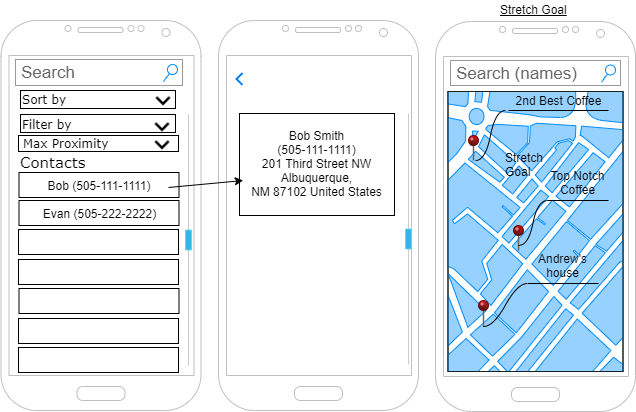 Stretch Goal
Search
Sort by
Filter by
Max Proximity
Contacts
Bob (505-111-1111)
Evan (505-222-2222)
Bob Smith
(505-111-1111)
201 Third Street NW
Albuquerque,
NM 87102 United States
Search (names)
2nd Best Coffee
Stretch
Goal
Top Notch
Coffee
Andrew's
house